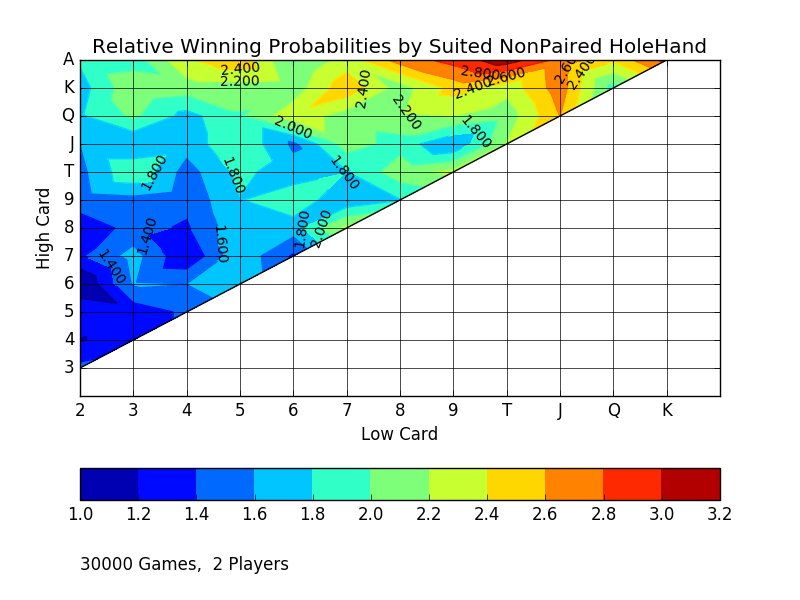 Relative Winning Probabilities by Suited NonPaired HoleHand
A
K
Q
J
T
9
8
7
6
5
4
3
High Card
2.400
2.200
2.800
2.600
2.400
2.400
2.400
2.200
2.000
1.800
1.800
1.800
1.800
1.400
1.600
1.800
2.000
1.400
2 3 4 5 6 7 8 9 T J Q K
Low Card
1.0 1.2 1.4 1.6 1.8 2.0 2.2 2.4 2.6 2.8 3.0 3.2
30000 Games, 2 Players